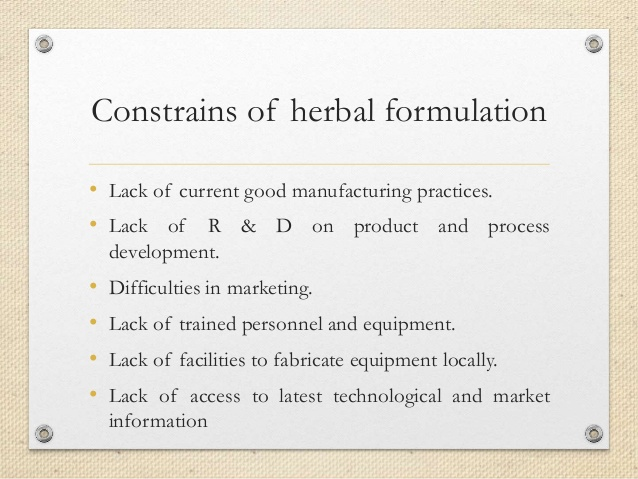 Constrains of herbal formulation
• Lack of current good manufacturing practices.
• Lack of R & D on product and process
development.
• Difficulties in marketing.
• Lack of trained personnel and equipment.
• Lack of facilities to fabricate equipment locally.
• Lack of access to latest technological and market
information